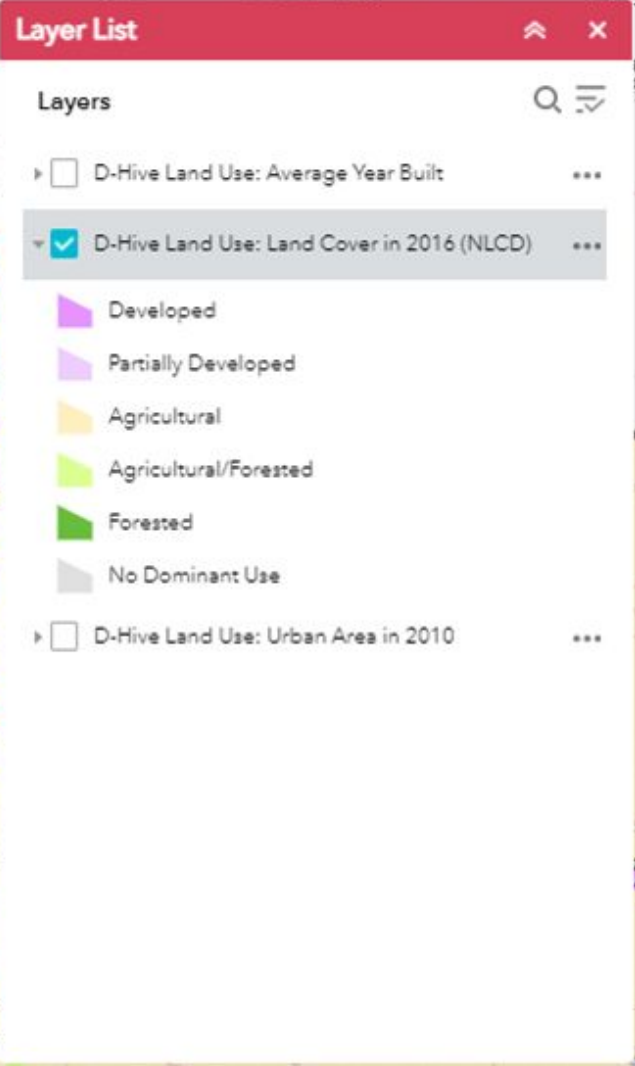 Layer List
Layers
D-Hive Land Use: Average Year Built
D-Hive Land Use: Land Cover in 2016 (NLCD)
Developed
Partially Developed
Agricultural
Agricultural/Forested
Forested
No Dominant Use
D-Hive Land Use: Urban Area in 2010